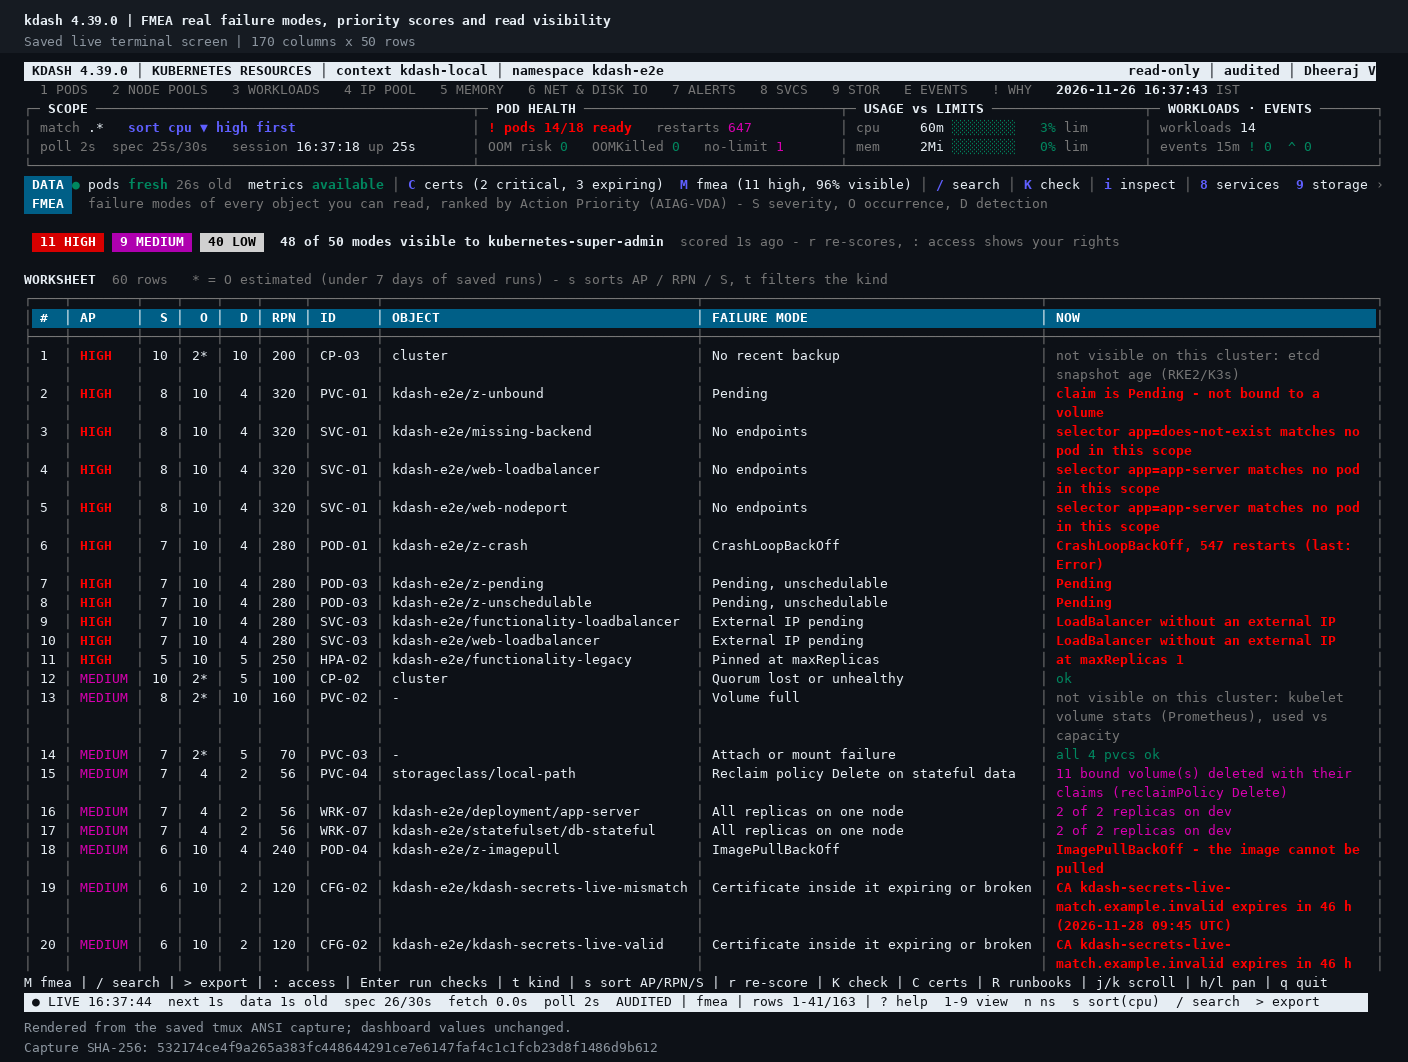 kdash 4.39.0 | FMEA real failure modes, priority scores and read visibility
Saved live terminal screen | 170 columns x 50 rows
KDASH 4.39.0 │ KUBERNETES RESOURCES │ context kdash-local │ namespace kdash-e2e read-only │ audited │ Dheeraj V
1 PODS 2 NODE POOLS 3 WORKLOADS 4 IP POOL 5 MEMORY 6 NET & DISK IO 7 ALERTS 8 SVCS 9 STOR E EVENTS ! WHY 2026-11-26 16:37:43 IST
SCOPE POD HEALTH USAGE vs LIMITS WORKLOADS · EVENTS
match .* sort cpu ▼ high first │ ! pods 14/18 ready restarts 647 │ cpu 60m ░░░░░░░░ 3% lim │ workloads 14
poll 2s spec 25s/30s session 16:37:18 up 25s │ OOM risk 0 OOMKilled 0 no-limit 1 │ mem 2Mi ░░░░░░░░ 0% lim │ events 15m ! 0 ^ 0
DATA ● pods fresh 26s old metrics available │ C certs (2 critical, 3 expiring) M fmea (11 high, 96% visible) │ / search │ K check │ i inspect │ 8 services 9 storage ›
FMEA failure modes of every object you can read, ranked by Action Priority (AIAG-VDA) - S severity, O occurrence, D detection
11 HIGH 9 MEDIUM 40 LOW 48 of 50 modes visible to kubernetes-super-admin scored 1s ago - r re-scores, : access shows your rights
WORKSHEET 60 rows * = O estimated (under 7 days of saved runs) - s sorts AP / RPN / S, t filters the kind
# │ AP │ S │ O │ D │ RPN │ ID │ OBJECT │ FAILURE MODE │ NOW
1 │ HIGH │ 10 │ 2* │ 10 │ 200 │ CP-03 │ cluster │ No recent backup │ not visible on this cluster: etcd
snapshot age (RKE2/K3s)
2 │ HIGH │ 8 │ 10 │ 4 │ 320 │ PVC-01 │ kdash-e2e/z-unbound │ Pending │ claim is Pending - not bound to a
volume
3 │ HIGH │ 8 │ 10 │ 4 │ 320 │ SVC-01 │ kdash-e2e/missing-backend │ No endpoints │ selector app=does-not-exist matches no
pod in this scope
4 │ HIGH │ 8 │ 10 │ 4 │ 320 │ SVC-01 │ kdash-e2e/web-loadbalancer │ No endpoints │ selector app=app-server matches no pod
in this scope
5 │ HIGH │ 8 │ 10 │ 4 │ 320 │ SVC-01 │ kdash-e2e/web-nodeport │ No endpoints │ selector app=app-server matches no pod
in this scope
6 │ HIGH │ 7 │ 10 │ 4 │ 280 │ POD-01 │ kdash-e2e/z-crash │ CrashLoopBackOff │ CrashLoopBackOff, 547 restarts (last:
Error)
7 │ HIGH │ 7 │ 10 │ 4 │ 280 │ POD-03 │ kdash-e2e/z-pending │ Pending, unschedulable │ Pending
8 │ HIGH │ 7 │ 10 │ 4 │ 280 │ POD-03 │ kdash-e2e/z-unschedulable │ Pending, unschedulable │ Pending
9 │ HIGH │ 7 │ 10 │ 4 │ 280 │ SVC-03 │ kdash-e2e/functionality-loadbalancer │ External IP pending │ LoadBalancer without an external IP
10 │ HIGH │ 7 │ 10 │ 4 │ 280 │ SVC-03 │ kdash-e2e/web-loadbalancer │ External IP pending │ LoadBalancer without an external IP
11 │ HIGH │ 5 │ 10 │ 5 │ 250 │ HPA-02 │ kdash-e2e/functionality-legacy │ Pinned at maxReplicas │ at maxReplicas 1
12 │ MEDIUM │ 10 │ 2* │ 5 │ 100 │ CP-02 │ cluster │ Quorum lost or unhealthy │ ok
13 │ MEDIUM │ 8 │ 2* │ 10 │ 160 │ PVC-02 │ - │ Volume full │ not visible on this cluster: kubelet
volume stats (Prometheus), used vs
capacity
14 │ MEDIUM │ 7 │ 2* │ 5 │ 70 │ PVC-03 │ - │ Attach or mount failure │ all 4 pvcs ok
15 │ MEDIUM │ 7 │ 4 │ 2 │ 56 │ PVC-04 │ storageclass/local-path │ Reclaim policy Delete on stateful data │ 11 bound volume(s) deleted with their
claims (reclaimPolicy Delete)
16 │ MEDIUM │ 7 │ 4 │ 2 │ 56 │ WRK-07 │ kdash-e2e/deployment/app-server │ All replicas on one node │ 2 of 2 replicas on dev
17 │ MEDIUM │ 7 │ 4 │ 2 │ 56 │ WRK-07 │ kdash-e2e/statefulset/db-stateful │ All replicas on one node │ 2 of 2 replicas on dev
18 │ MEDIUM │ 6 │ 10 │ 4 │ 240 │ POD-04 │ kdash-e2e/z-imagepull │ ImagePullBackOff │ ImagePullBackOff - the image cannot be
pulled
19 │ MEDIUM │ 6 │ 10 │ 2 │ 120 │ CFG-02 │ kdash-e2e/kdash-secrets-live-mismatch │ Certificate inside it expiring or broken │ CA kdash-secrets-live-
match.example.invalid expires in 46 h
(2026-11-28 09:45 UTC)
20 │ MEDIUM │ 6 │ 10 │ 2 │ 120 │ CFG-02 │ kdash-e2e/kdash-secrets-live-valid │ Certificate inside it expiring or broken │ CA kdash-secrets-live-
match.example.invalid expires in 46 h
M fmea | / search | > export | : access | Enter run checks | t kind | s sort AP/RPN/S | r re-score | K check | C certs | R runbooks | j/k scroll | h/l pan | q quit
● LIVE 16:37:44 next 1s data 1s old spec 26/30s fetch 0.0s poll 2s AUDITED | fmea | rows 1-41/163 | ? help 1-9 view n ns s sort(cpu) / search > export
Rendered from the saved tmux ANSI capture; dashboard values unchanged.
Capture SHA-256: 532174ce4f9a265a383fc448644291ce7e6147faf4c1c1fcb23d8f1486d9b612